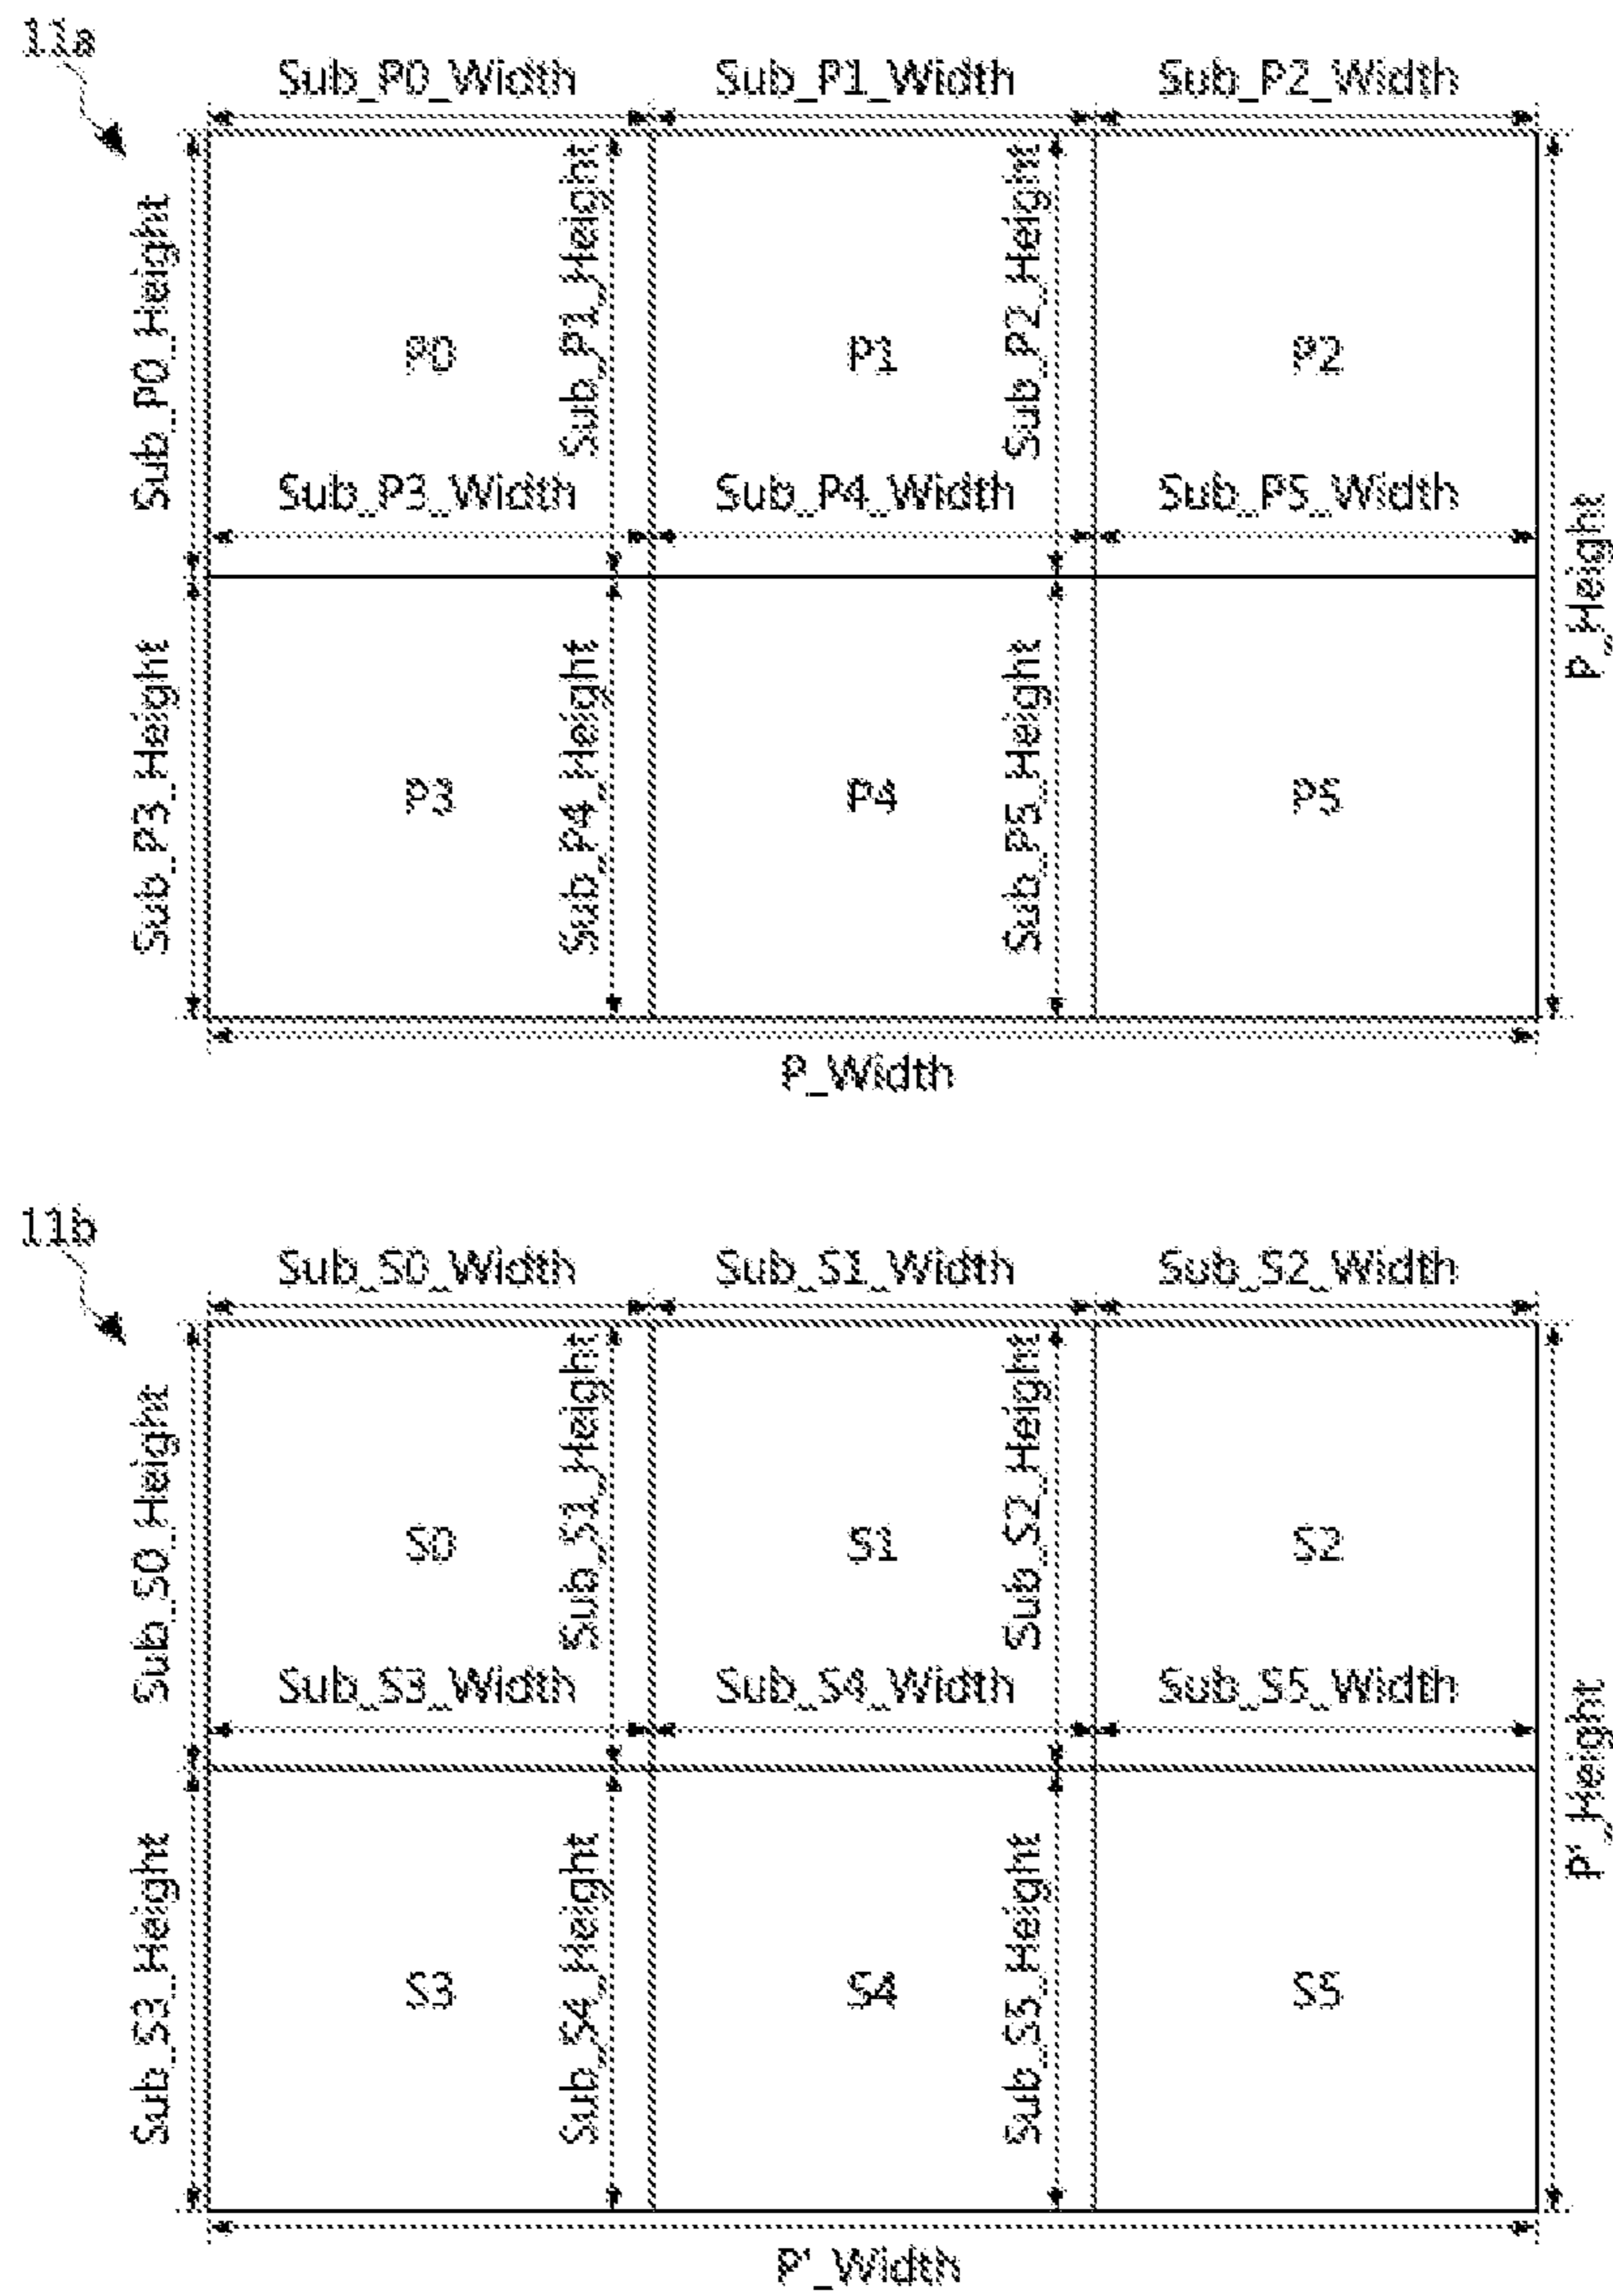 11a
Sub_P0_Width Sub_P1_Width Sub_P2_Width
Sub_P0_Height
Sub_P1_Height
Sub_P2_Height
P0 P1 P2
Sub_P3_Width Sub_P4_Width Sub_P5_Width
P_Height
Sub_P3_Height
Sub_P4_Height
Sub_P5_Height
P3 P4 P5
P_Width
11b
Sub_S0_Width Sub_S1_Width Sub_S2_Width
Sub_S0_Height
Sub_S1_Height
Sub_S2_Height
S0 S1 S2
Sub_S3_Width Sub_S4_Width Sub_S5_Width
P'_Height
Sub_S3_Height
Sub_S4_Height
Sub_S5_Height
S3 S4 S5
P'_Width